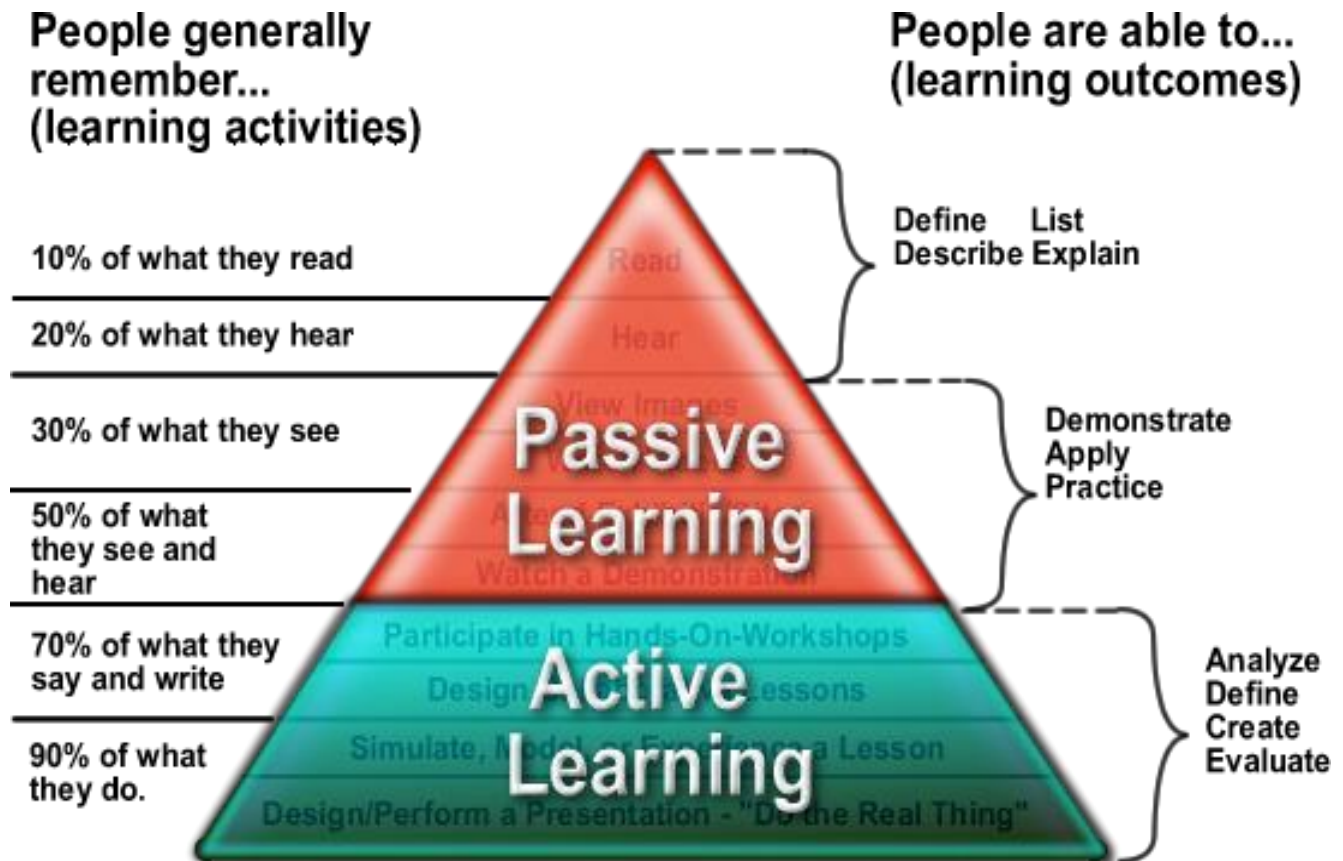 People generally
remember...
(learning activities)
People are able to...
(learning outcomes)
10% of what they read
20% of what they hear
30% of what they see
50% of what
they see and
hear
70% of what they
say and write
90% of what
they do.
Read
Hear
View Images
Passive
Learning
Watch a Demonstration
Participate in Hands-On-Workshops
Design
Lessons
Active
Simulate, Model, or Experience a Lesson
Learning
Design/Perform a Presentation - "Do the Real Thing"
Define List
Describe Explain
Demonstrate
Apply
Practice
Analyze
Define
Create
Evaluate